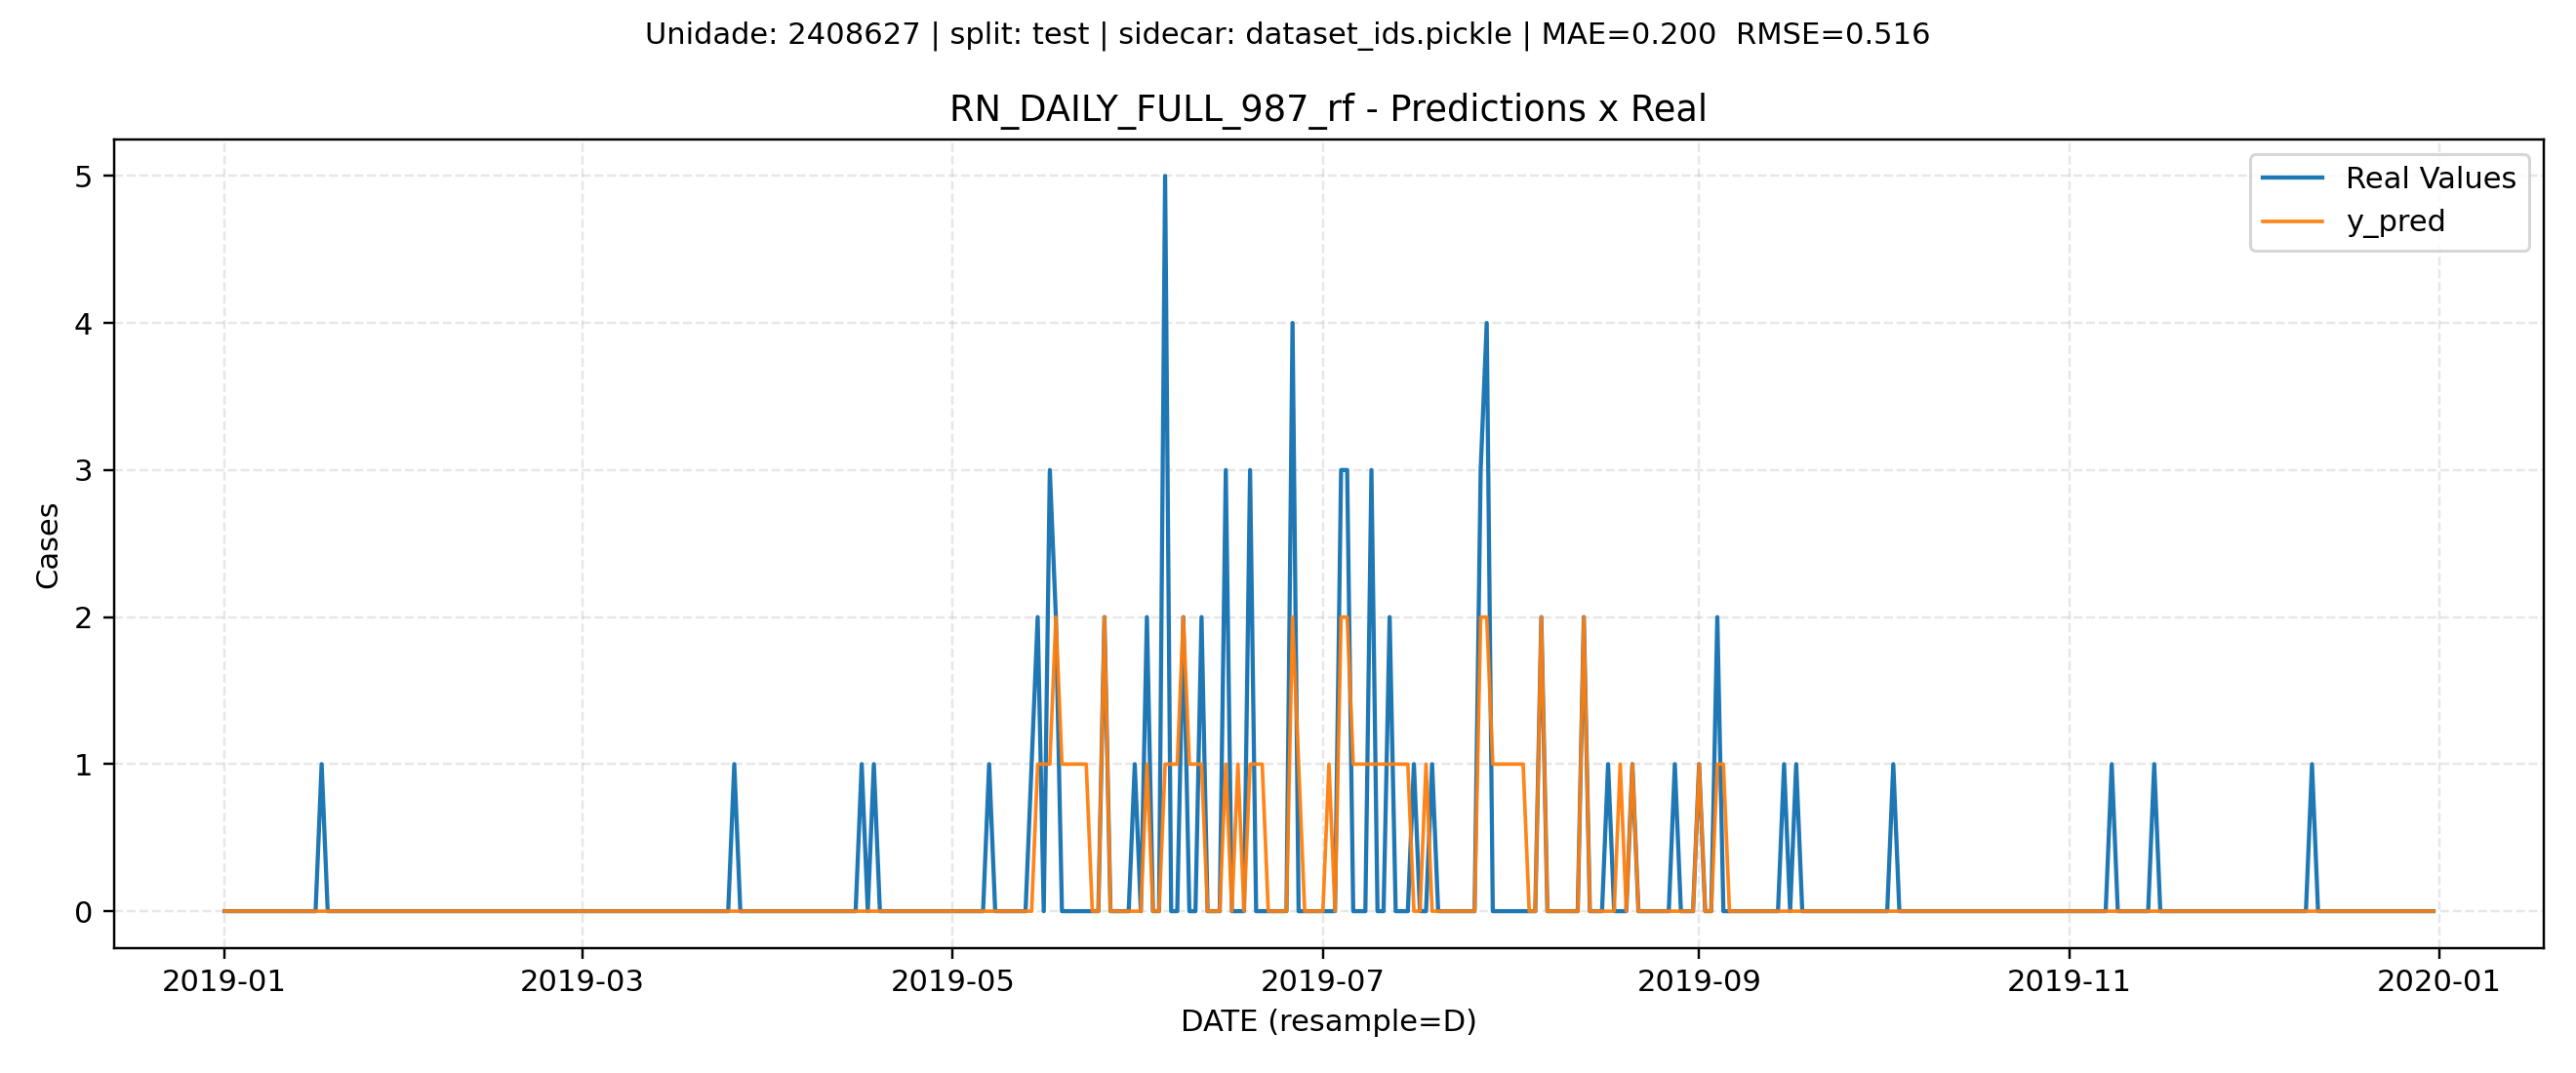 Unidade: 2408627 | split: test | sidecar: dataset_ids.pickle | MAE=0.200  RMSE=0.516
RN_DAILY_FULL_987_rf - Predictions x Real
Real Values
y_pred
5
4
3
2
1
0
Cases
2019-01
2019-03
2019-05
2019-07
2019-09
2019-11
2020-01
DATE (resample=D)